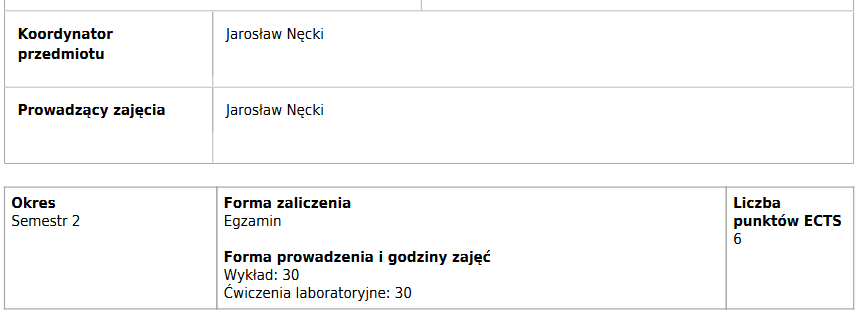 Koordynator
przedmiotu
Jarosław Nęcki
Prowadzący zajęcia
Jarosław Nęcki
Okres
Semestr 2
Forma zaliczenia
Egzamin
Forma prowadzenia i godziny zajęć
Wykład: 30
Ćwiczenia laboratoryjne: 30
Liczba
punktów ECTS
6